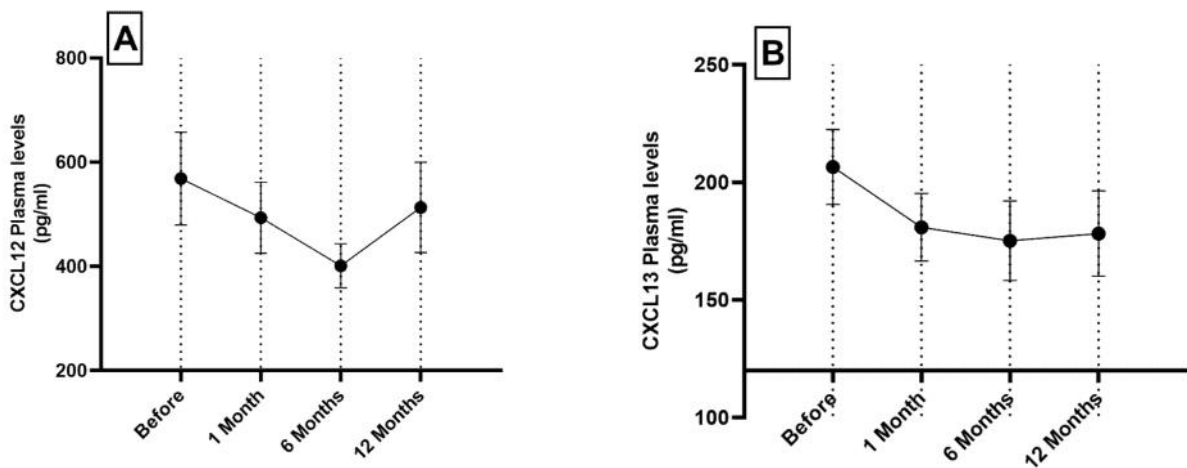 A
CXCL12 Plasma levels
(pg/ml)
800
600
400
200
Before
1 Month
6 Months
12 Months
B
CXCL13 Plasma levels
(pg/ml)
250
200
150
100
Before
1 Month
6 Months
12 Months